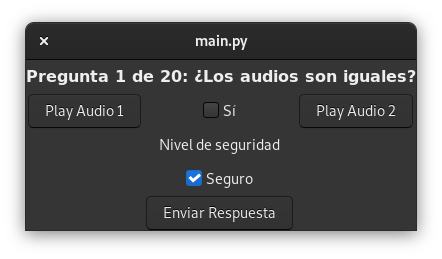 main.py
Pregunta 1 de 20: ¿Los audios son iguales?
Play Audio 1
Sí
Play Audio 2
Nivel de seguridad
Seguro
Enviar Respuesta